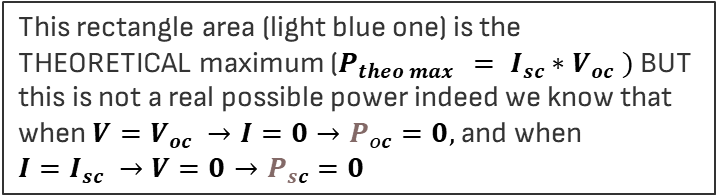 This rectangle area (light blue one) is the
THEORETICAL maximum (P_theo max = I_sc * V_oc ) BUT
this is not a real possible power indeed we know that
when V = V_oc → I = 0 → P_oc = 0, and when
I = I_sc → V = 0 → P_sc = 0